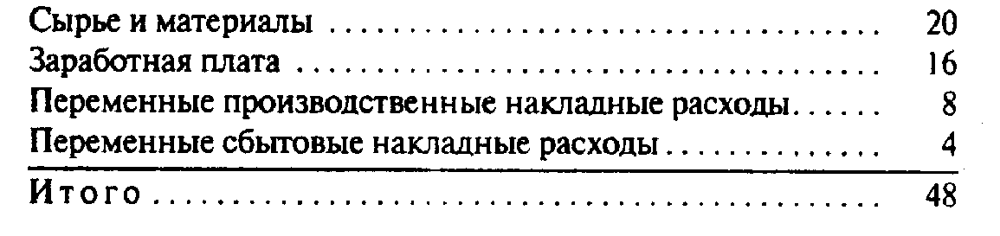 Сырье и материалы ........................................ 20
Заработная плата ........................................ 16
Переменные производственные накладные расходы...... 8
Переменные сбытовые накладные расходы.............. 4
Итого ........................................ 48